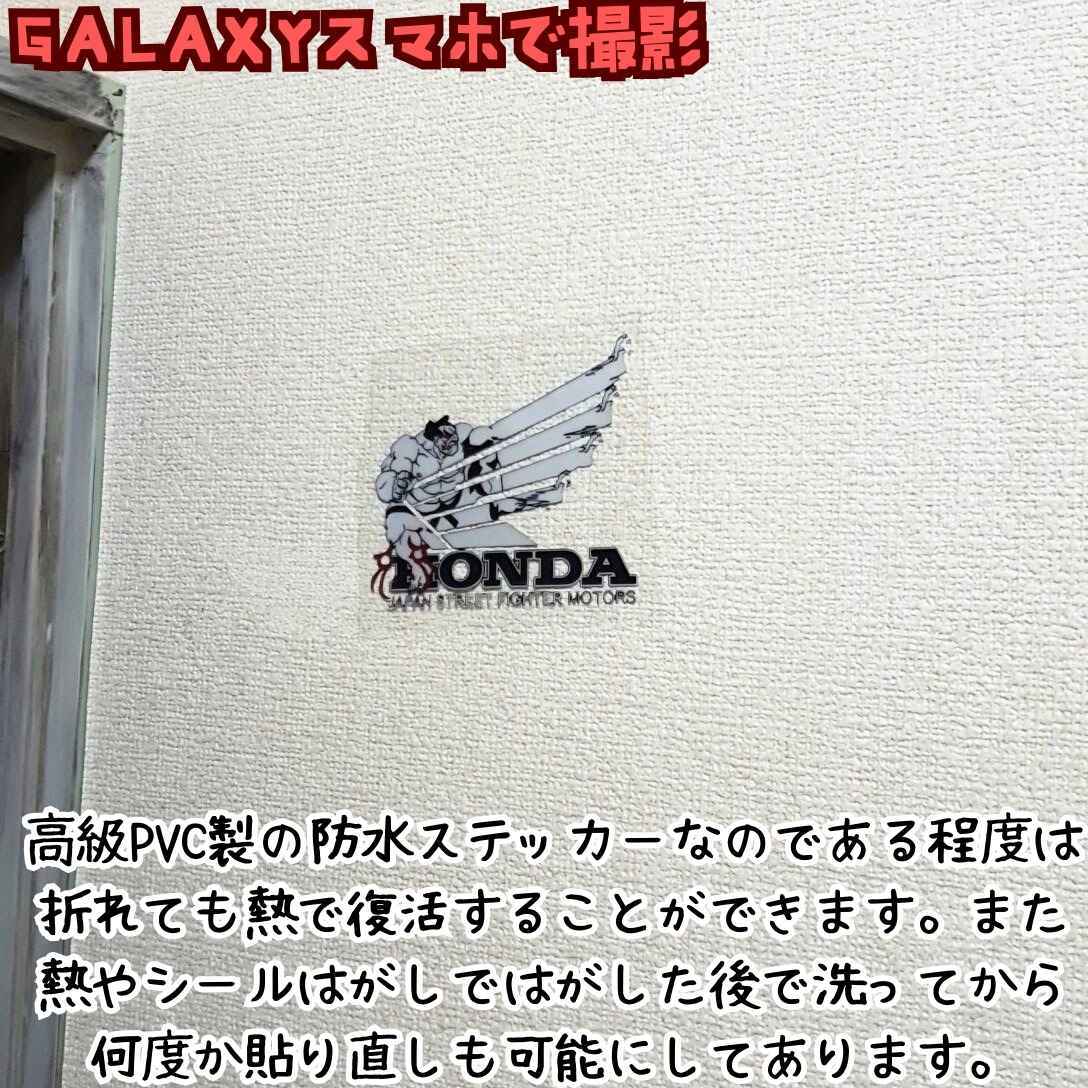 GALAXYスマホで撮影
HONDA
JAPAN STREET FIGHTER MOTORS
高級PVC製の防水ステッカーなのである程度は
折れても熱で復活することができます。また
熱やシールはがしではがした後で洗ってから
何度か貼り直しも可能にしてあります。